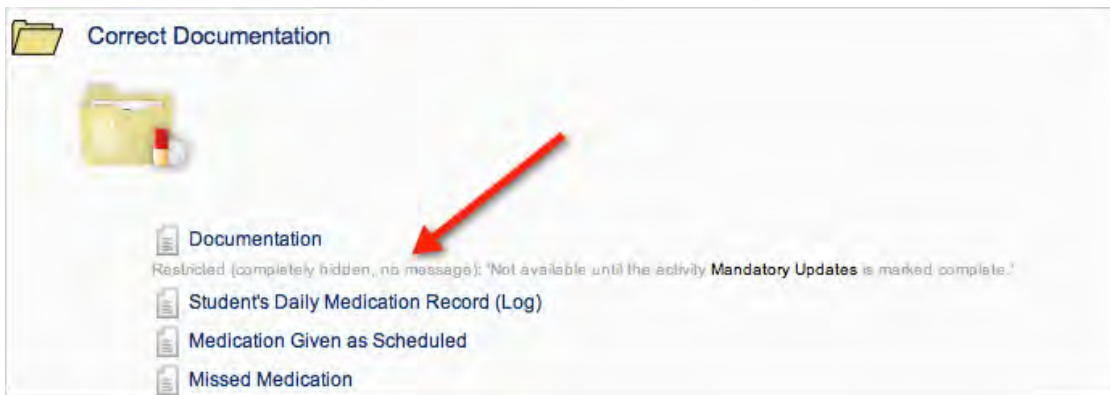 Correct Documentation
Documentation
Restricted (completely hidden, no message): 'Not available until the activity Mandatory Updates is marked complete.'
Student's Daily Medication Record (Log)
Medication Given as Scheduled
Missed Medication